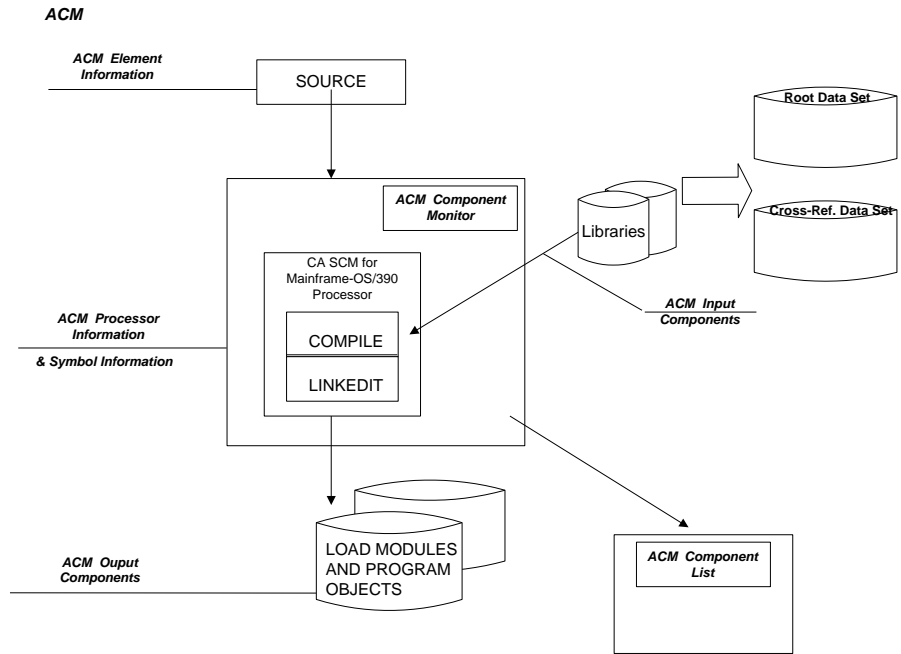 ACM
ACM Element
Information
SOURCE
Root Data Set
ACM Component
Monitor
Cross-Ref. Data Set
Libraries
CA SCM for
Mainframe-OS/390
Processor
ACM Input
Components
ACM Processor
Information
& Symbol Information
COMPILE
LINKEDIT
LOAD MODULES
AND PROGRAM
OBJECTS
ACM Ouput
Components
ACM Component
List